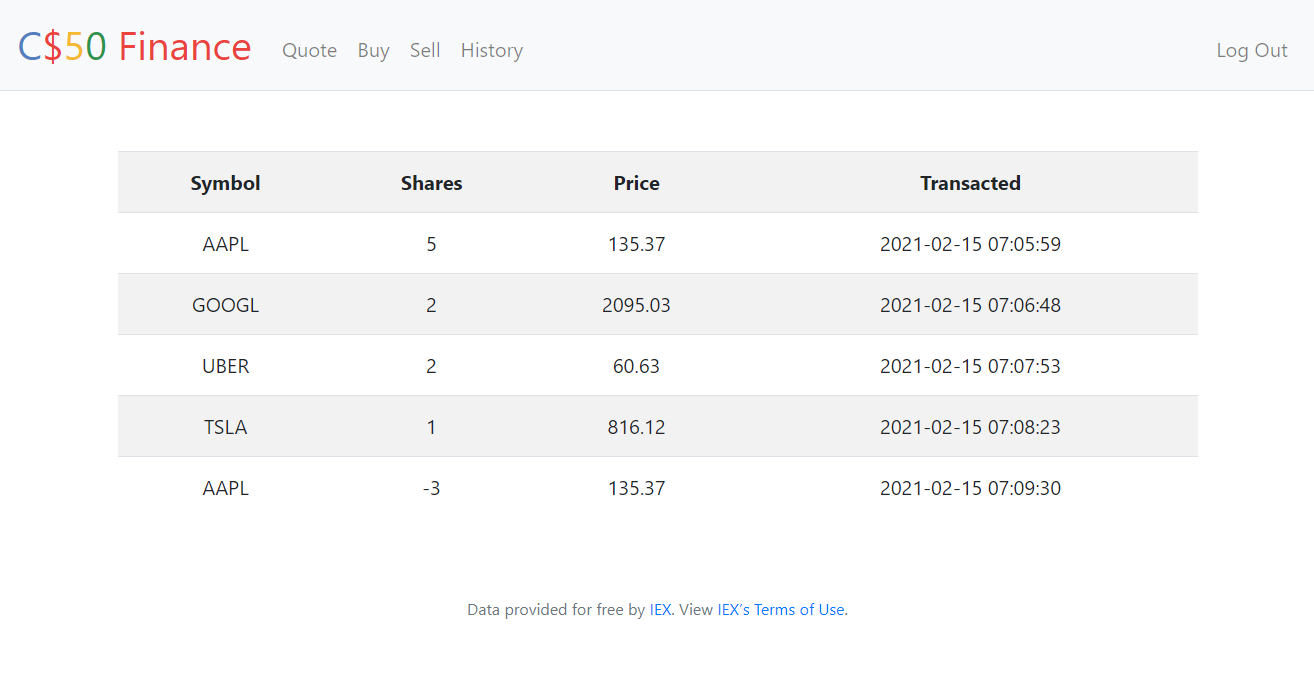 C$50 Finance Quote Buy Sell History Log Out
Symbol Shares Price Transacted
AAPL 5 135.37 2021-02-15 07:05:59
GOOGL 2 2095.03 2021-02-15 07:06:48
UBER 2 60.63 2021-02-15 07:07:53
TSLA 1 816.12 2021-02-15 07:08:23
AAPL -3 135.37 2021-02-15 07:09:30
Data provided for free by IEX. View IEX's Terms of Use.